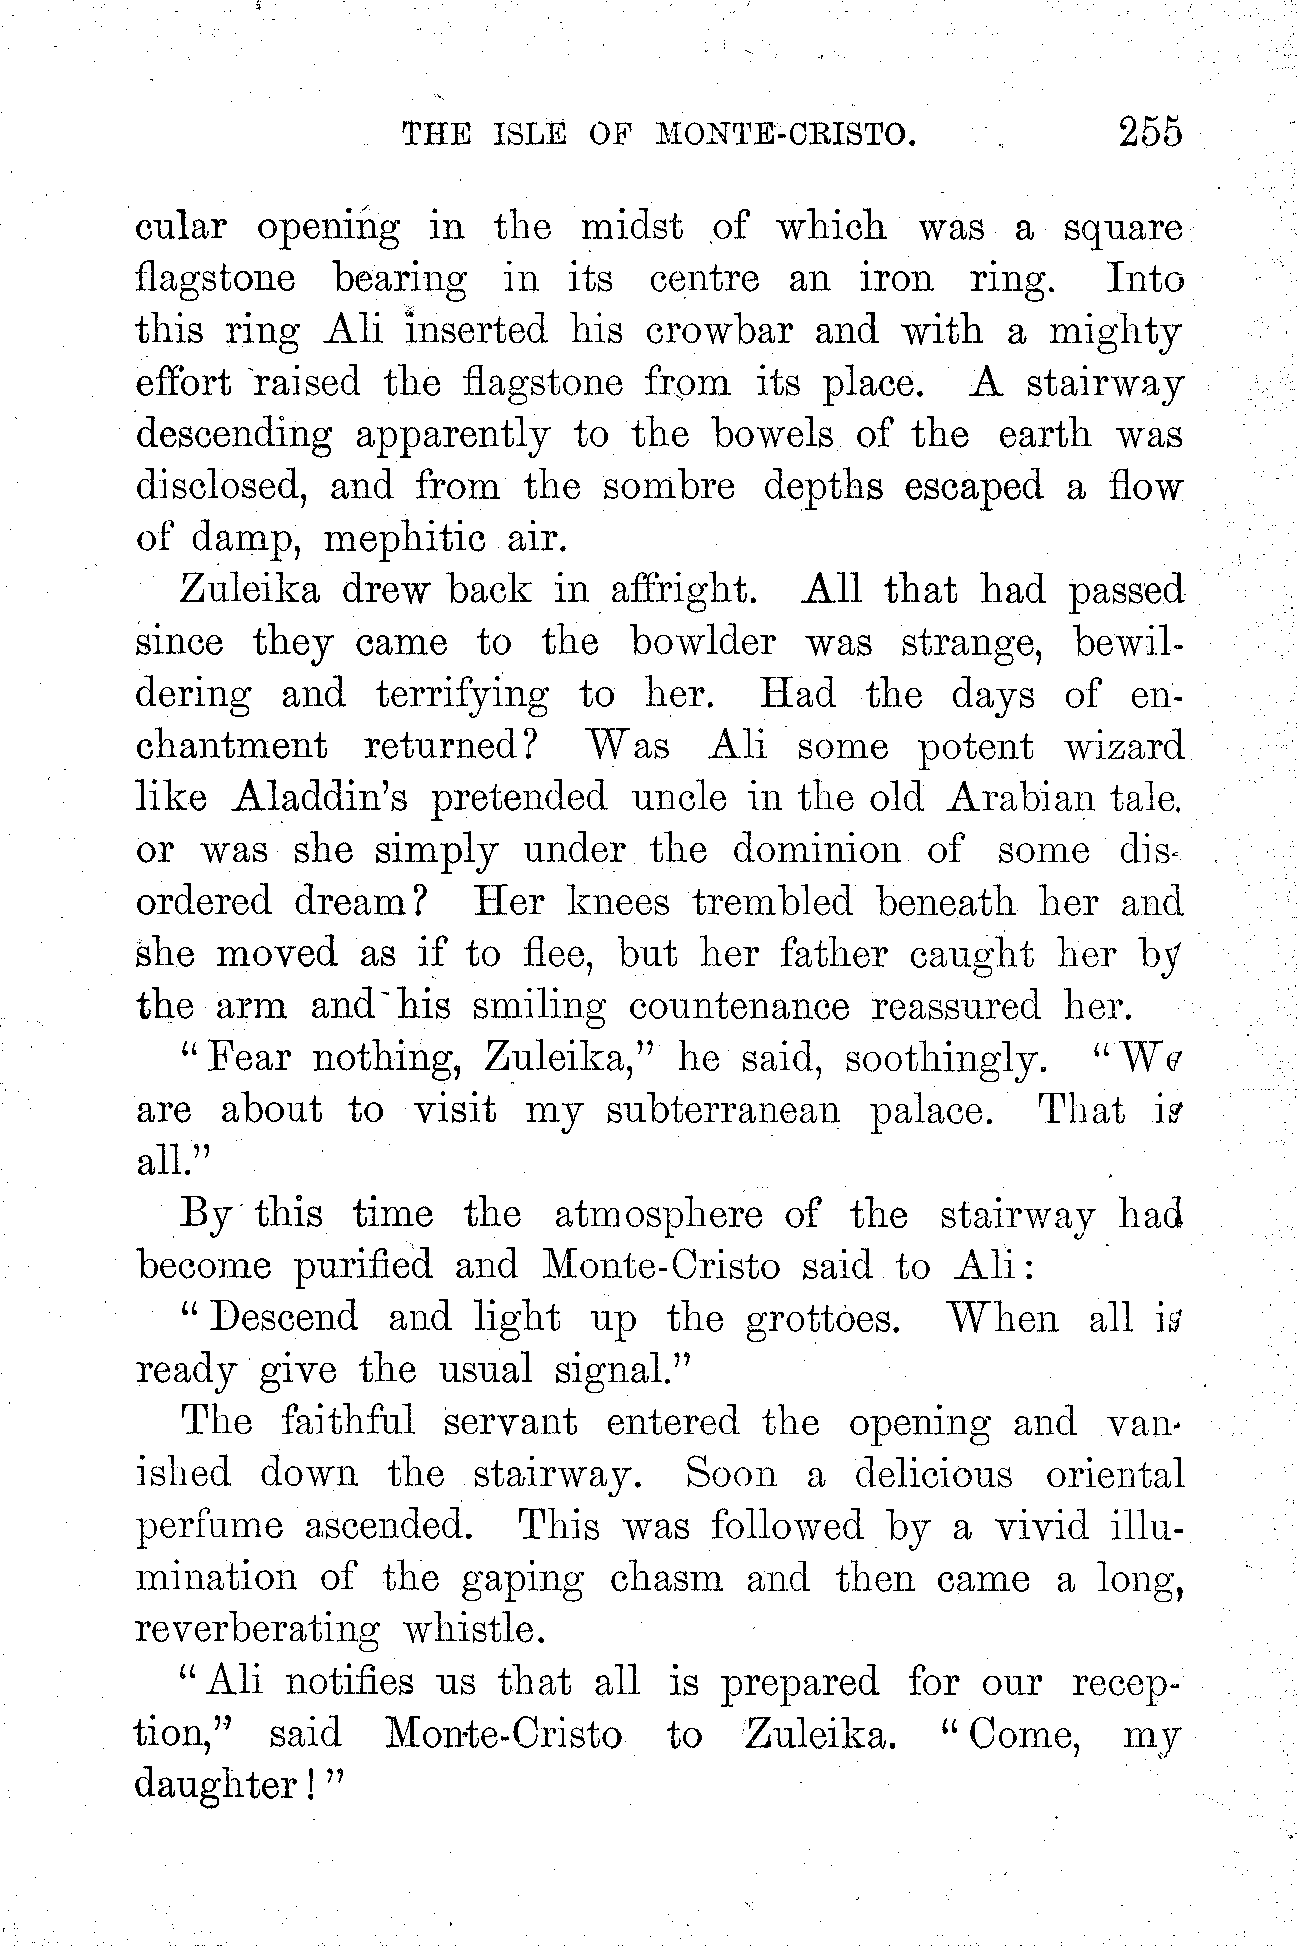 THE ISLE OF MONTE-CRISTO. 255
cular opening in the midst of which was a square
flagstone bearing in its centre an iron ring. Into
this ring Ali inserted his crowbar and with a mighty
effort raised the flagstone from its place. A stairway
descending apparently to the bowels of the earth was
disclosed, and from the sombre depths escaped a flow
of damp, mephitic air.
Zuleika drew back in affright. All that had passed
since they came to the bowlder was strange, bewil-
dering and terrifying to her. Had the days of en-
chantment returned? Was Ali some potent wizard
like Aladdin's pretended uncle in the old Arabian tale.
or was she simply under the dominion of some dis-
ordered dream? Her knees trembled beneath her and
she moved as if to flee, but her father caught her by
the arm and his smiling countenance reassured her.
"Fear nothing, Zuleika," he said, soothingly. "We
are about to visit my subterranean palace. That is
all."
By this time the atmosphere of the stairway had
become purified and Monte-Cristo said to Ali:
"Descend and light up the grottoes. When all is
ready give the usual signal."
The faithful servant entered the opening and van-
ished down the stairway. Soon a delicious oriental
perfume ascended. This was followed by a vivid illu-
mination of the gaping chasm and then came a long,
reverberating whistle.
"Ali notifies us that all is prepared for our recep-
tion," said Monte-Cristo to Zuleika. "Come, my
daughter!"